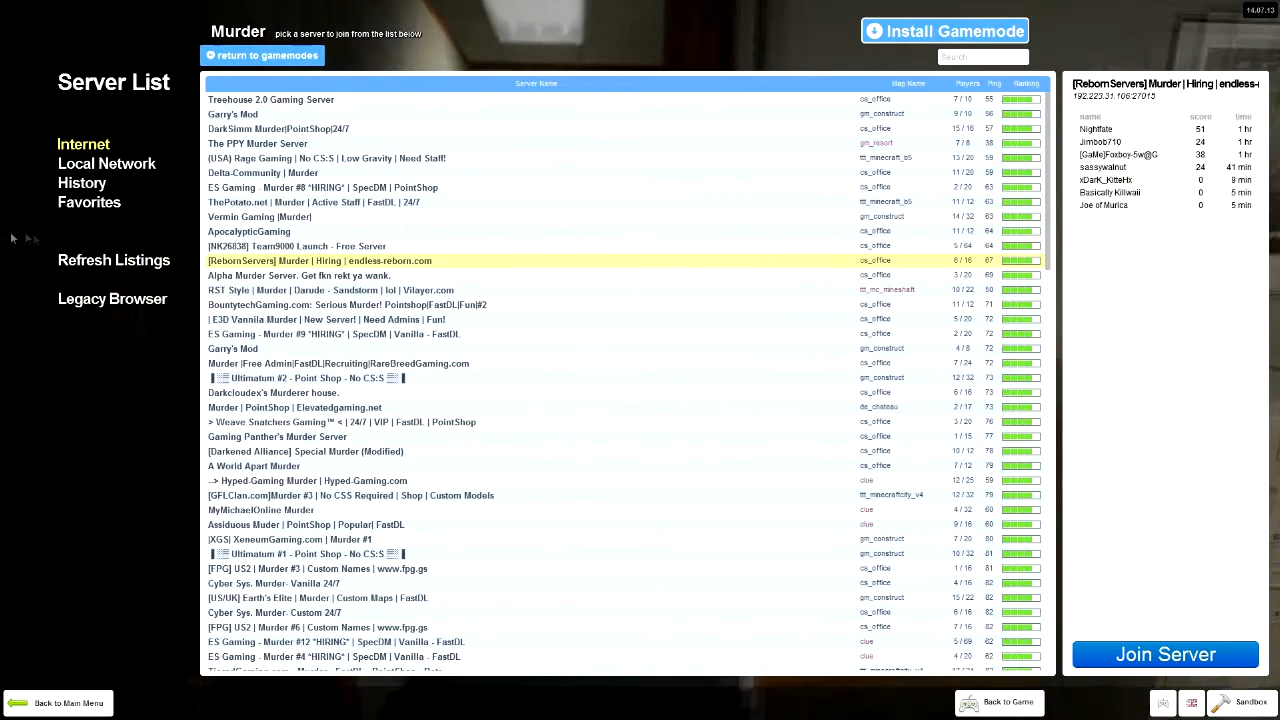 14.07.13
Murder pick a server to join from the list below
Install Gamemode
return to gamemodes
Search
Server List
Internet
Local Network
History
Favorites
Refresh Listings
Legacy Browser
Server Name Map Name Players Ping Ranking
Treehouse 2.0 Gaming Server cs_office 7 / 10 55
Garry's Mod gm_construct 9 / 10 56
DarkSimm Murder|PointShop|24/7 cs_office 15 / 16 57
The PPY Murder Server gm_resort 7 / 8 38
(USA) Rage Gaming | No CS:S | Low Gravity | Need Staff! ttt_minecraft_b5 13 / 20 59
Delta-Community | Murder cs_office 11 / 20 59
ES Gaming - Murder #8 *HIRING* | SpecDM | PointShop cs_office 2 / 20 63
ThePotato.net | Murder | Active Staff | FastDL | 24/7 ttt_minecraft_b5 11 / 12 63
Vermin Gaming |Murder| gm_construct 14 / 32 63
ApocalypticGaming cs_office 11 / 12 64
[NK26838] Team9000 Launch - Free Server cs_office 5 / 64 64
[RebornServers] Murder | Hiring | endless-reborn.com cs_office 6 / 16 67
Alpha Murder Server. Get fkn rekt ya wank. cs_office 3 / 20 69
RST Style | Murder | Darude - Sandstorm | lol | Vilayer.com ttt_mc_mineshaft 10 / 22 50
BountytechGaming.com: Serious Murder! Pointshop|FastDL|Fun|#2 cs_office 11 / 12 71
| E3D Vannila Murder | New Server! | Need Admins | Fun! cs_office 5 / 20 72
ES Gaming - Murder #9 *HIRING* | SpecDM | Vanilla - FastDL cs_office 2 / 20 72
Garry's Mod gm_construct 4 / 8 72
Murder |Free Admin|FastDL|Recruiting|RareBreedGaming.com cs_office 7 / 24 72
▌░▒ Ultimatum #2 - Point Shop - No CS:S ▒░▐ gm_construct 12 / 32 73
Darkcloudex's Murderer house. cs_office 6 / 16 73
Murder | PointShop | Elevatedgaming.net de_chateau 2 / 17 73
> Weave Snatchers Gaming™ < | 24/7 | VIP | FastDL | PointShop cs_office 3 / 20 76
Gaming Panther's Murder Server cs_office 1 / 15 77
[Darkened Alliance] Special Murder (Modified) cs_office 10 / 12 78
A World Apart Murder cs_office 7 / 12 79
--> Hyped-Gaming Murder | Hyped-Gaming.com clue 12 / 25 59
[GFLClan.com]Murder #3 | No CSS Required | Shop | Custom Models ttt_minecraftcity_v4 12 / 32 79
MyMichaelOnline Murder clue 4 / 32 60
Assiduous Muder | PointShop | Popular| FastDL clue 9 / 16 60
|XGS| XeneumGaming.com | Murder #1 gm_construct 7 / 20 80
▌░▒ Ultimatum #1 - Point Shop - No CS:S ▒░▐ gm_construct 10 / 32 81
[FPG] US2 | Murder #3 | Custom Names | www.fpg.gs cs_office 1 / 16 81
Cyber Sys. Murder- Vanilla 24/7 cs_office 4 / 16 82
[US/UK] Earth's Elite | Murder | Custom Maps | FastDL gm_construct 15 / 22 82
Cyber Sys. Murder- Custom 24/7 cs_office 6 / 16 82
[FPG] US2 | Murder #6 | Custom Names | www.fpg.gs cs_office 7 / 16 82
ES Gaming - Murder #12 *HIRING* | SpecDM | Vanilla - FastDL clue 5 / 69 62
ES Gaming - Murder #4 *HIRING* | SpecDM | Vanilla - FastDL clue 4 / 20 62
[RebornServers] Murder | Hiring | endless-r
192.223.31.106:27015
name score time
Nightfate 51 1 hr
Jimbob710 24 1 hr
[GaMe]Foxboy-5w@G 38 1 hr
sassywalnut 24 41 min
xDarK_KitteHx 0 9 min
Basically Killwaii 0 5 min
Joe of Murica 0 5 min
Join Server
Back to Main Menu
Back to Game
Sandbox